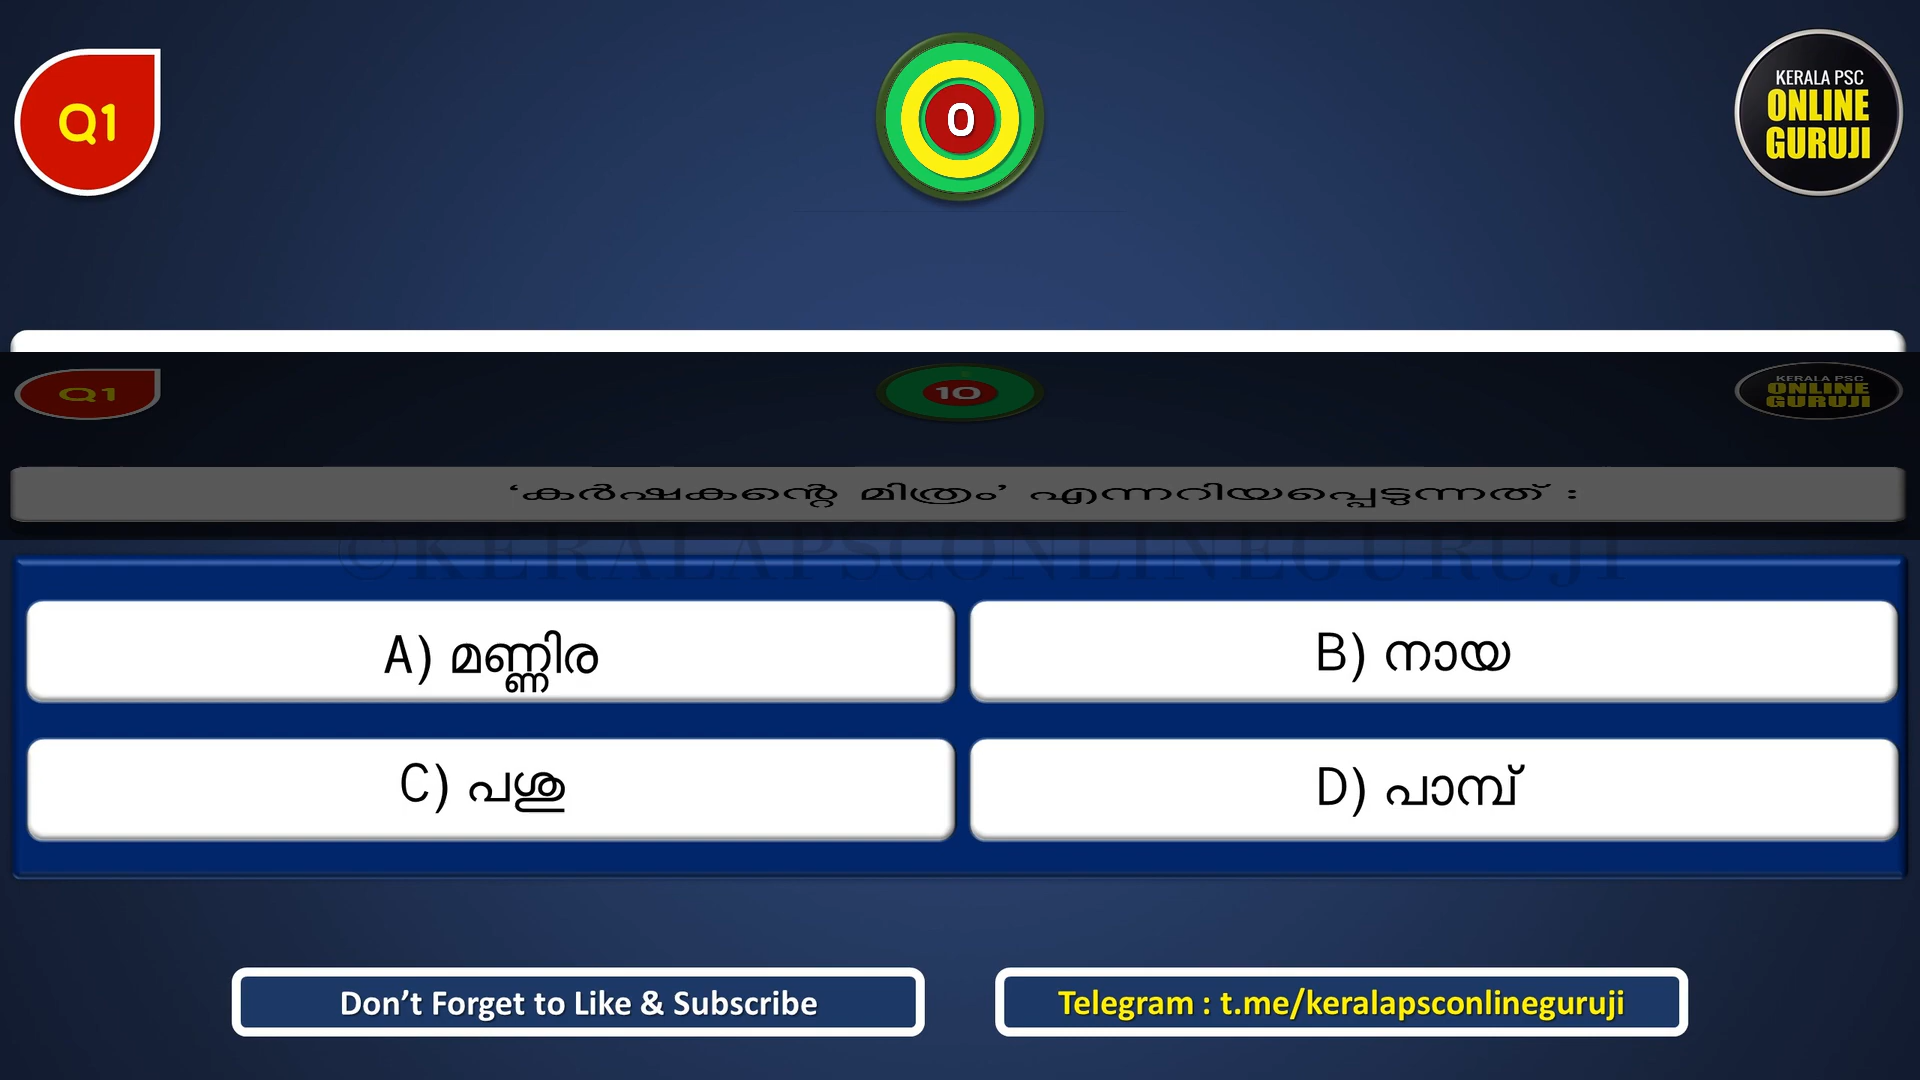 Q1
0
KERALA PSC
ONLINE
GURUJI
Q1
10
KERALA PSC
ONLINE
GURUJI
‘കർഷകന്റെ മിത്രം’ എന്നറിയപ്പെടുന്നത് :
©KERALAPSCONLINEGURUJI
A) മണ്ണിര
B) നായ
C) പശു
D) പാമ്പ്
Don’t Forget to Like & Subscribe
Telegram : t.me/keralapsconlineguruji